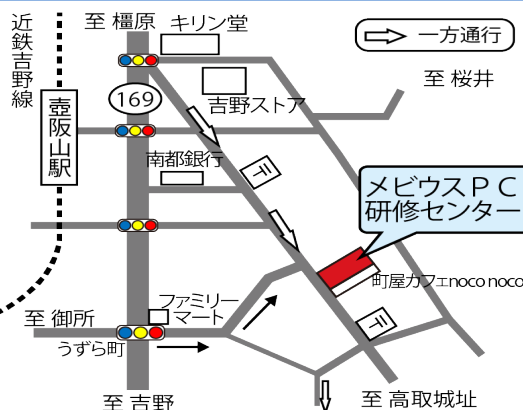 至 橿原
キリン堂
一方通行
近鉄吉野線
至 桜井
169
吉野ストア
壺阪山駅
南都銀行
〒
メビウスＰＣ
研修センター
町屋カフェnoco noco
ファミリー
マート
至 御所
うずら町
〒
至 吉野
至 高取城址